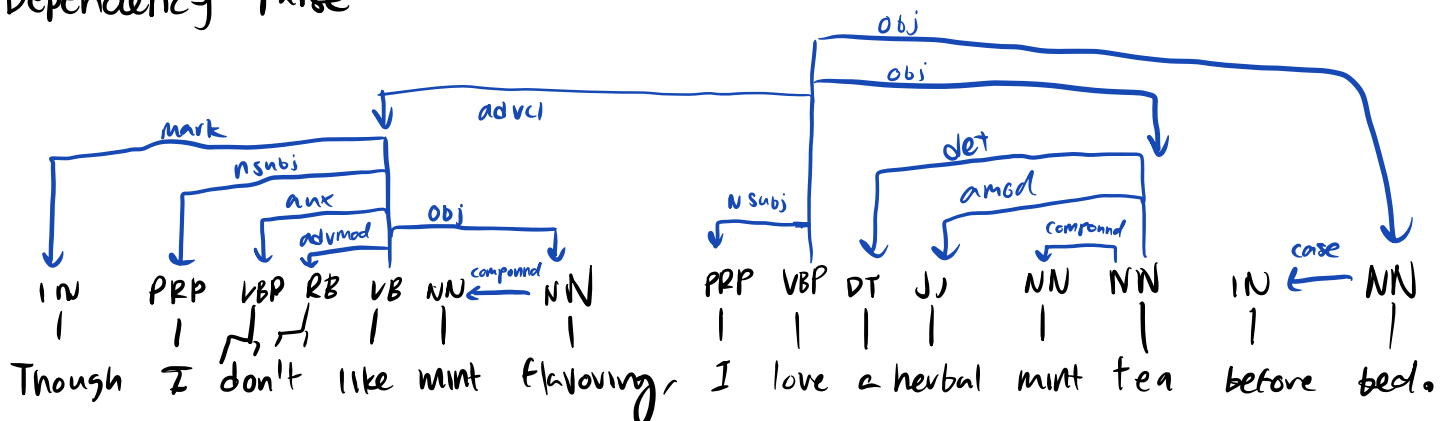 Dependency Parse
obj
obj
advcl
mark
det
nsubj
amod
aux
obj
Nsubj
advmod
compound
compound
case
IN PRP VBP RB VB NN NN PRP VBP DT JJ NN NN IN NN
Though I don't like mint flavoring, I love a herbal mint tea before bed.